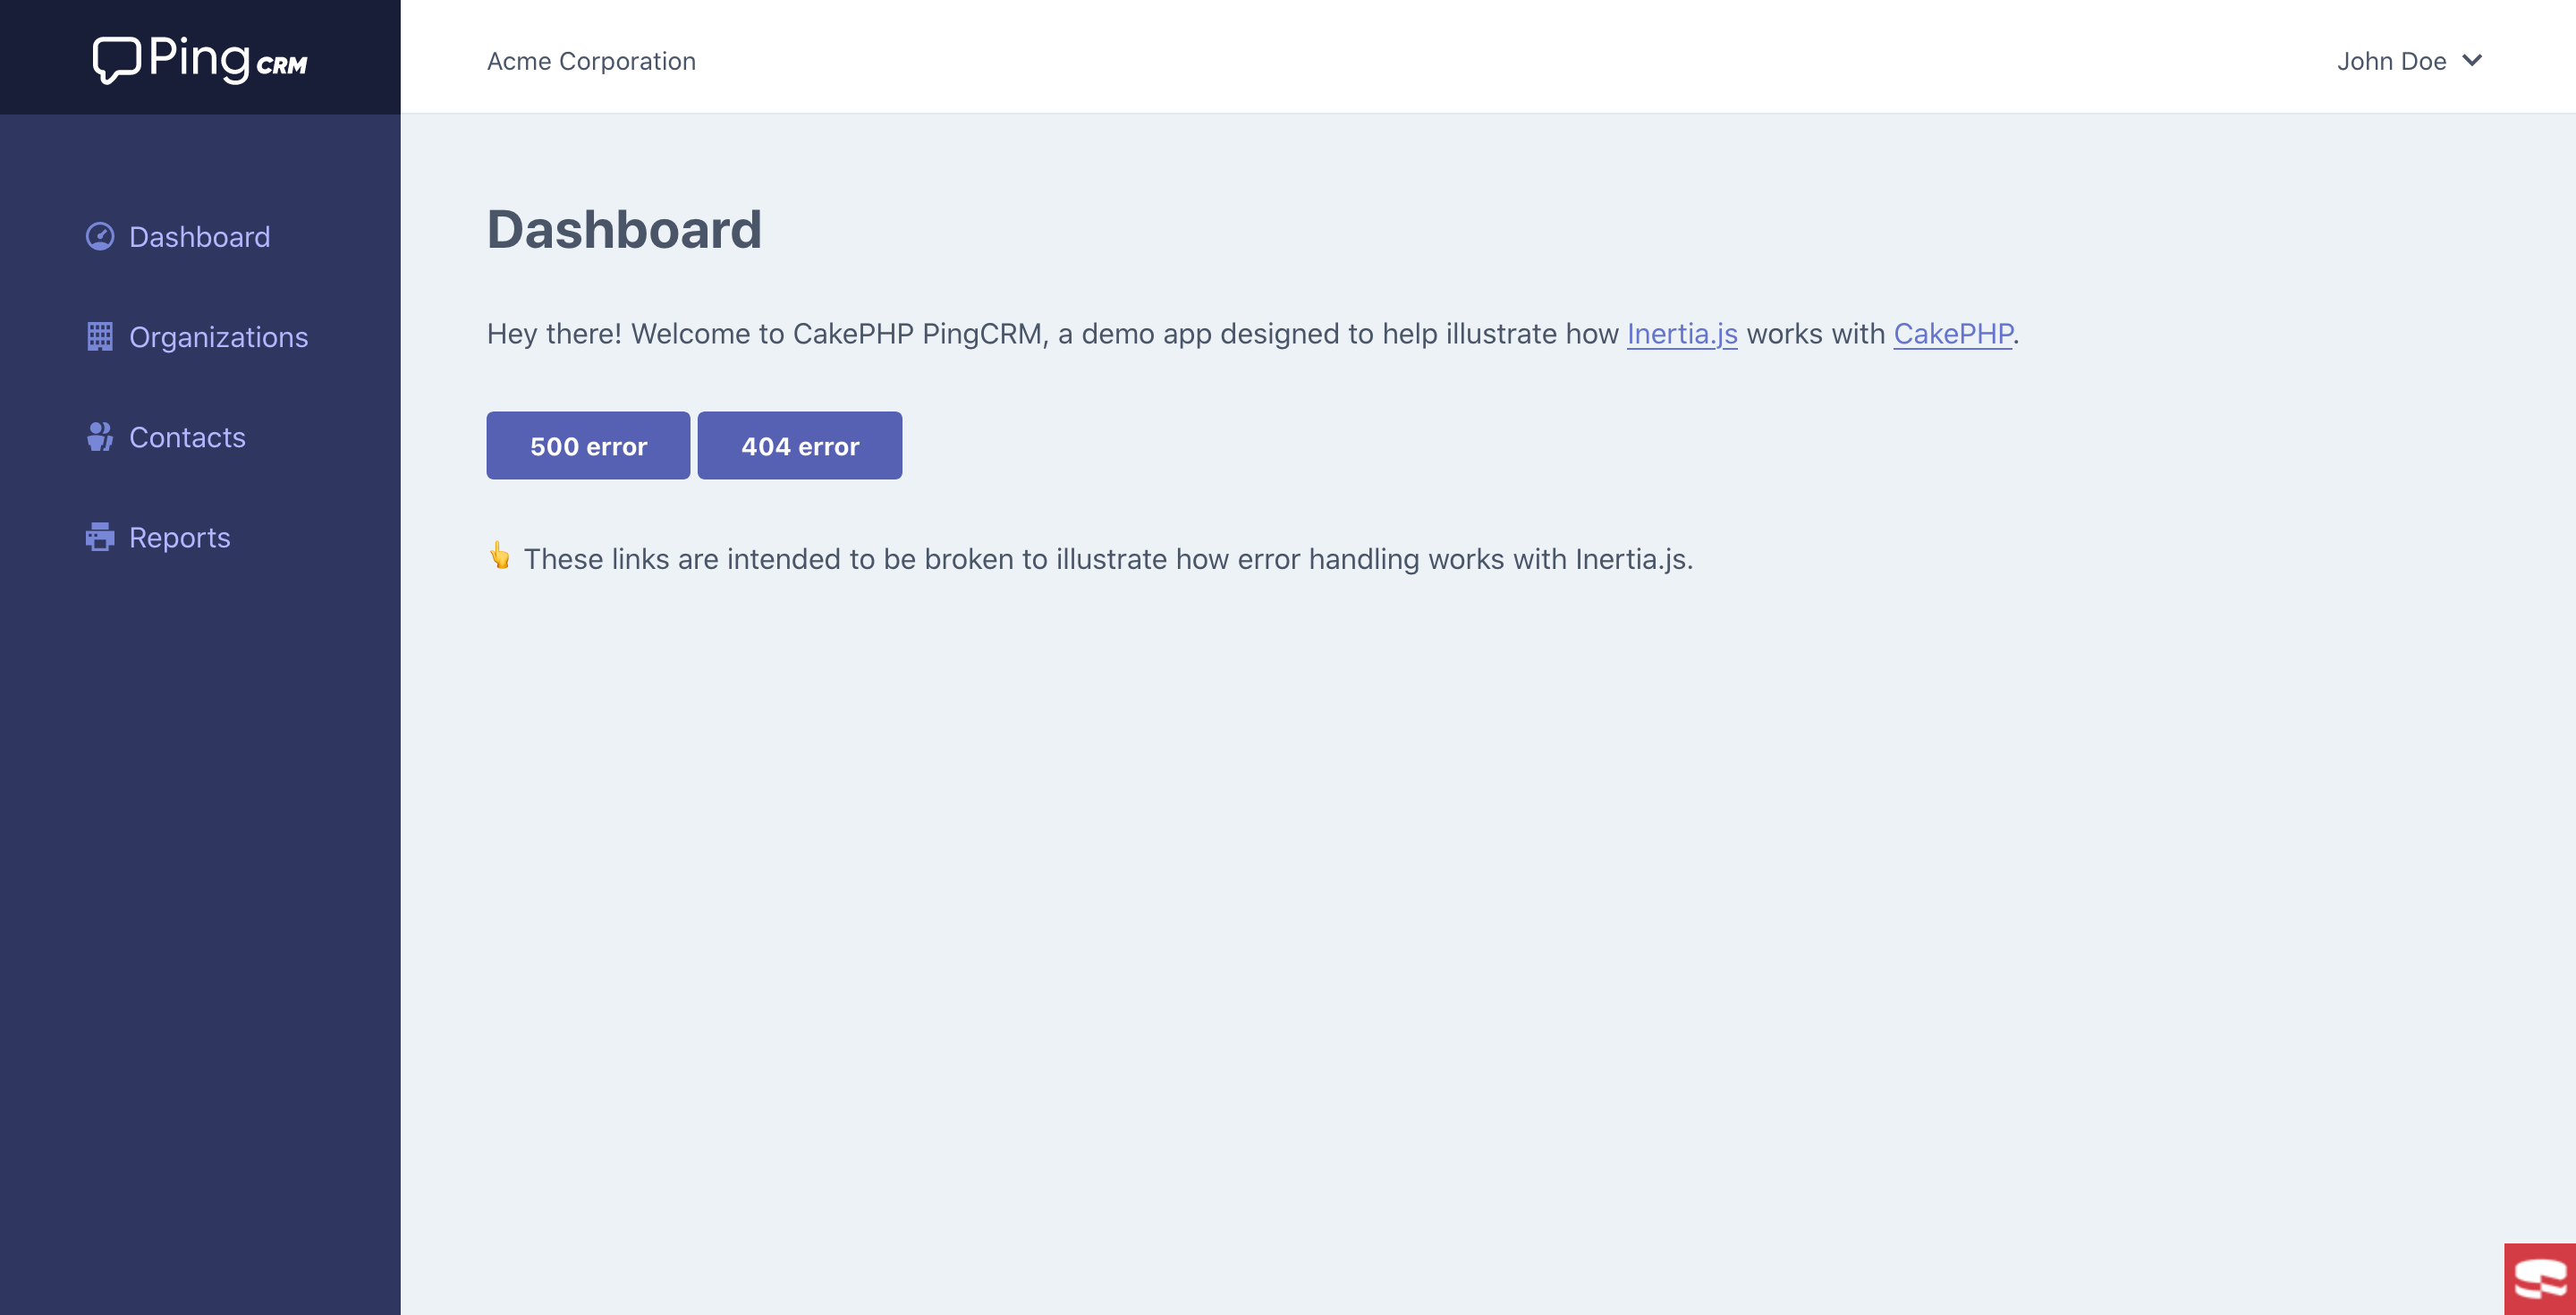 Ping CRM
Acme Corporation
John Doe
Dashboard
Organizations
Contacts
Reports
Dashboard
Hey there! Welcome to CakePHP PingCRM, a demo app designed to help illustrate how Inertia.js works with CakePHP.
500 error
404 error
👆 These links are intended to be broken to illustrate how error handling works with Inertia.js.